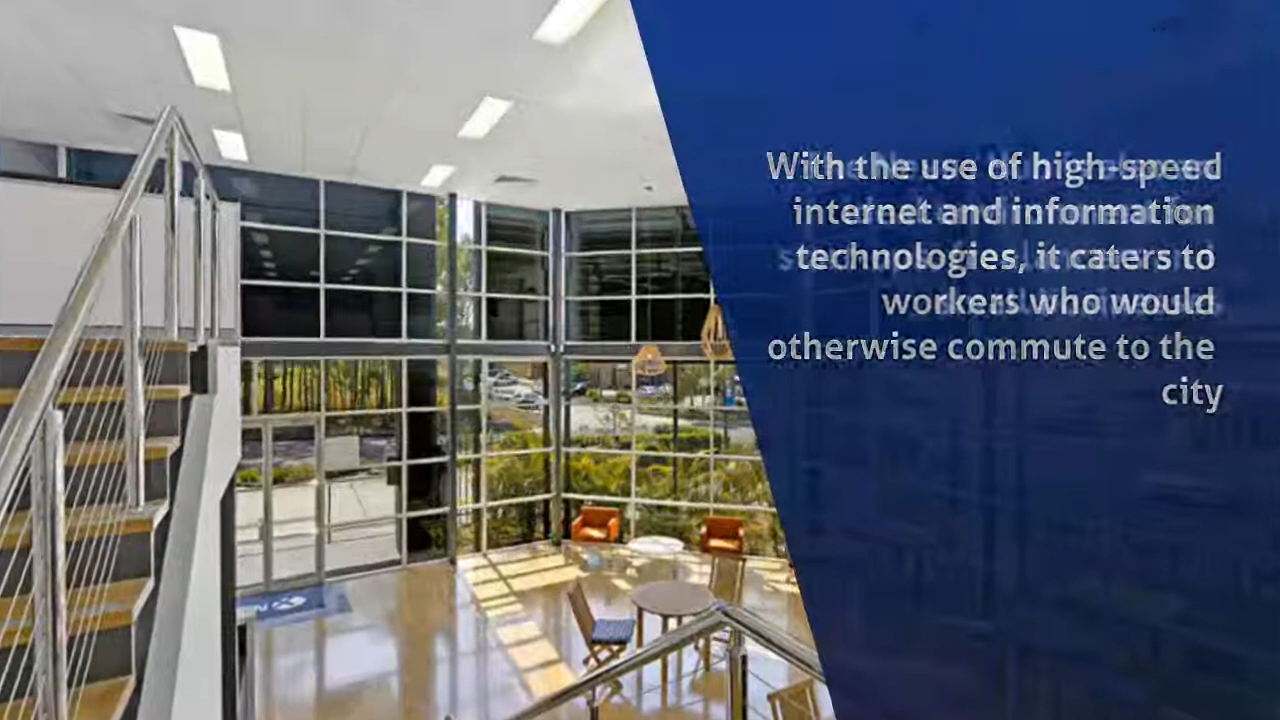 With the use of high-speed
internet and information
technologies, it caters to
workers who would
otherwise commute to the
city